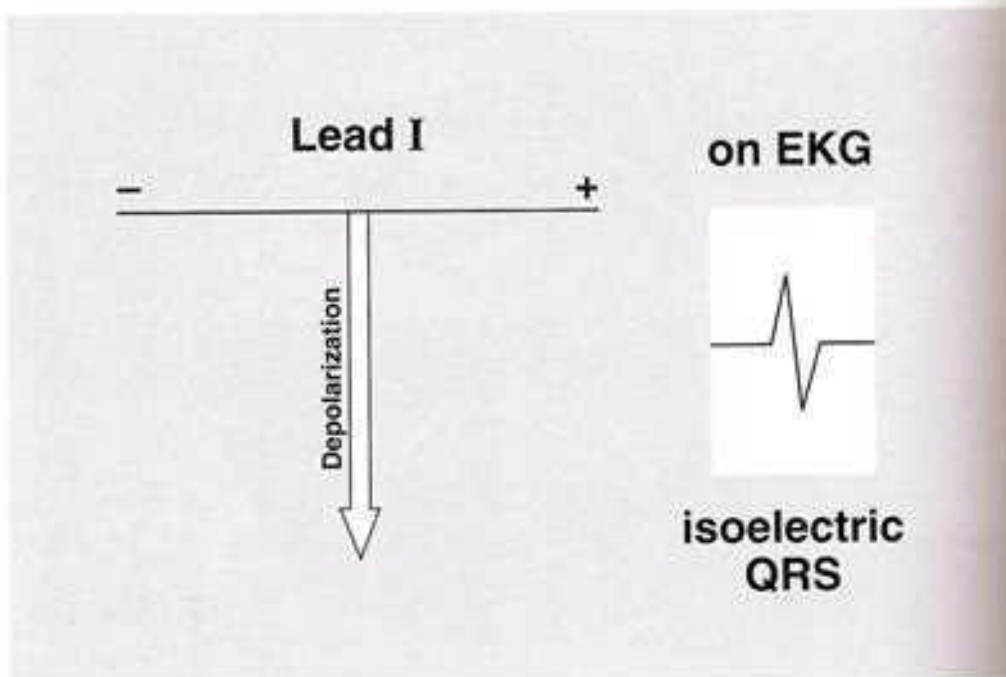 Lead I
on EKG
– +
Depolarization
isoelectric
QRS